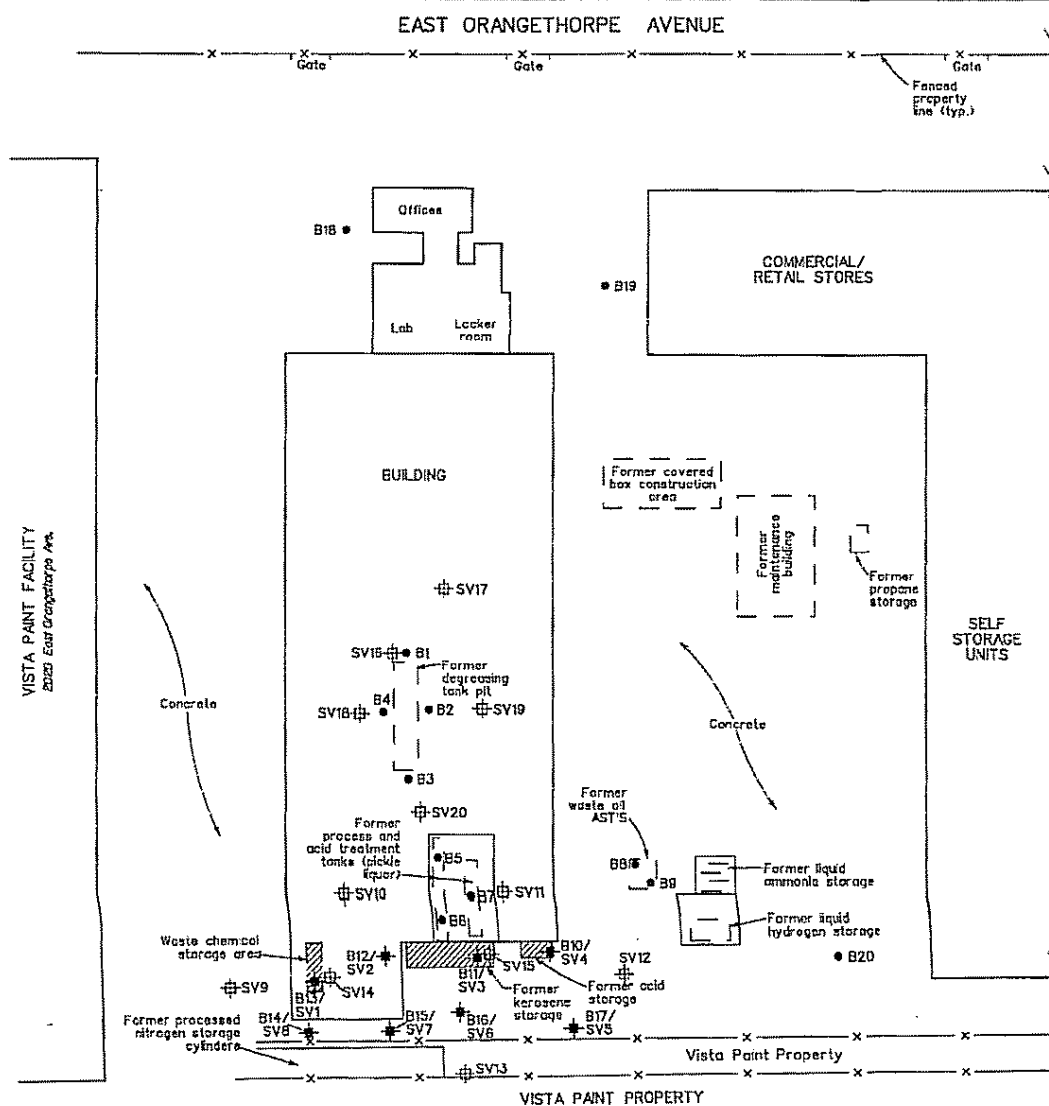 EAST ORANGETHORPE AVENUE
Gate
Gate
Gate
Fenced
property
line (typ.)
Offices
B18
COMMERCIAL/
RETAIL STORES
B19
Lab
Locker
room
BUILDING
Former covered
box construction
area
Former
maintenance
building
Former
propane
storage
VISTA PAINT FACILITY
2020 East Orangethorpe Ave.
SV17
SELF
STORAGE
UNITS
SV16
B1
Former
degreasing
tank pit
B4
SV18
B2
SV19
Concrete
Concrete
B3
SV20
Former
process and
acid treatment
tanks (pickle
liquor)
Former
waste oil
AST'S
B5
B8
B9
Former liquid
ammonia storage
SV10
B7
SV11
B6
Former liquid
hydrogen storage
Waste chemical
storage area
B12/
SV2
B10/
SV4
B20
SV9
SV14
B11/
SV3
SV15
SV12
B13/
SV1
Former acid
storage
Former
kerosene
storage
Former processed
nitrogen storage
cylinders
B14/
SV8
B15/
SV7
B16/
SV6
B17/
SV5
Vista Paint Property
SV13
VISTA PAINT PROPERTY